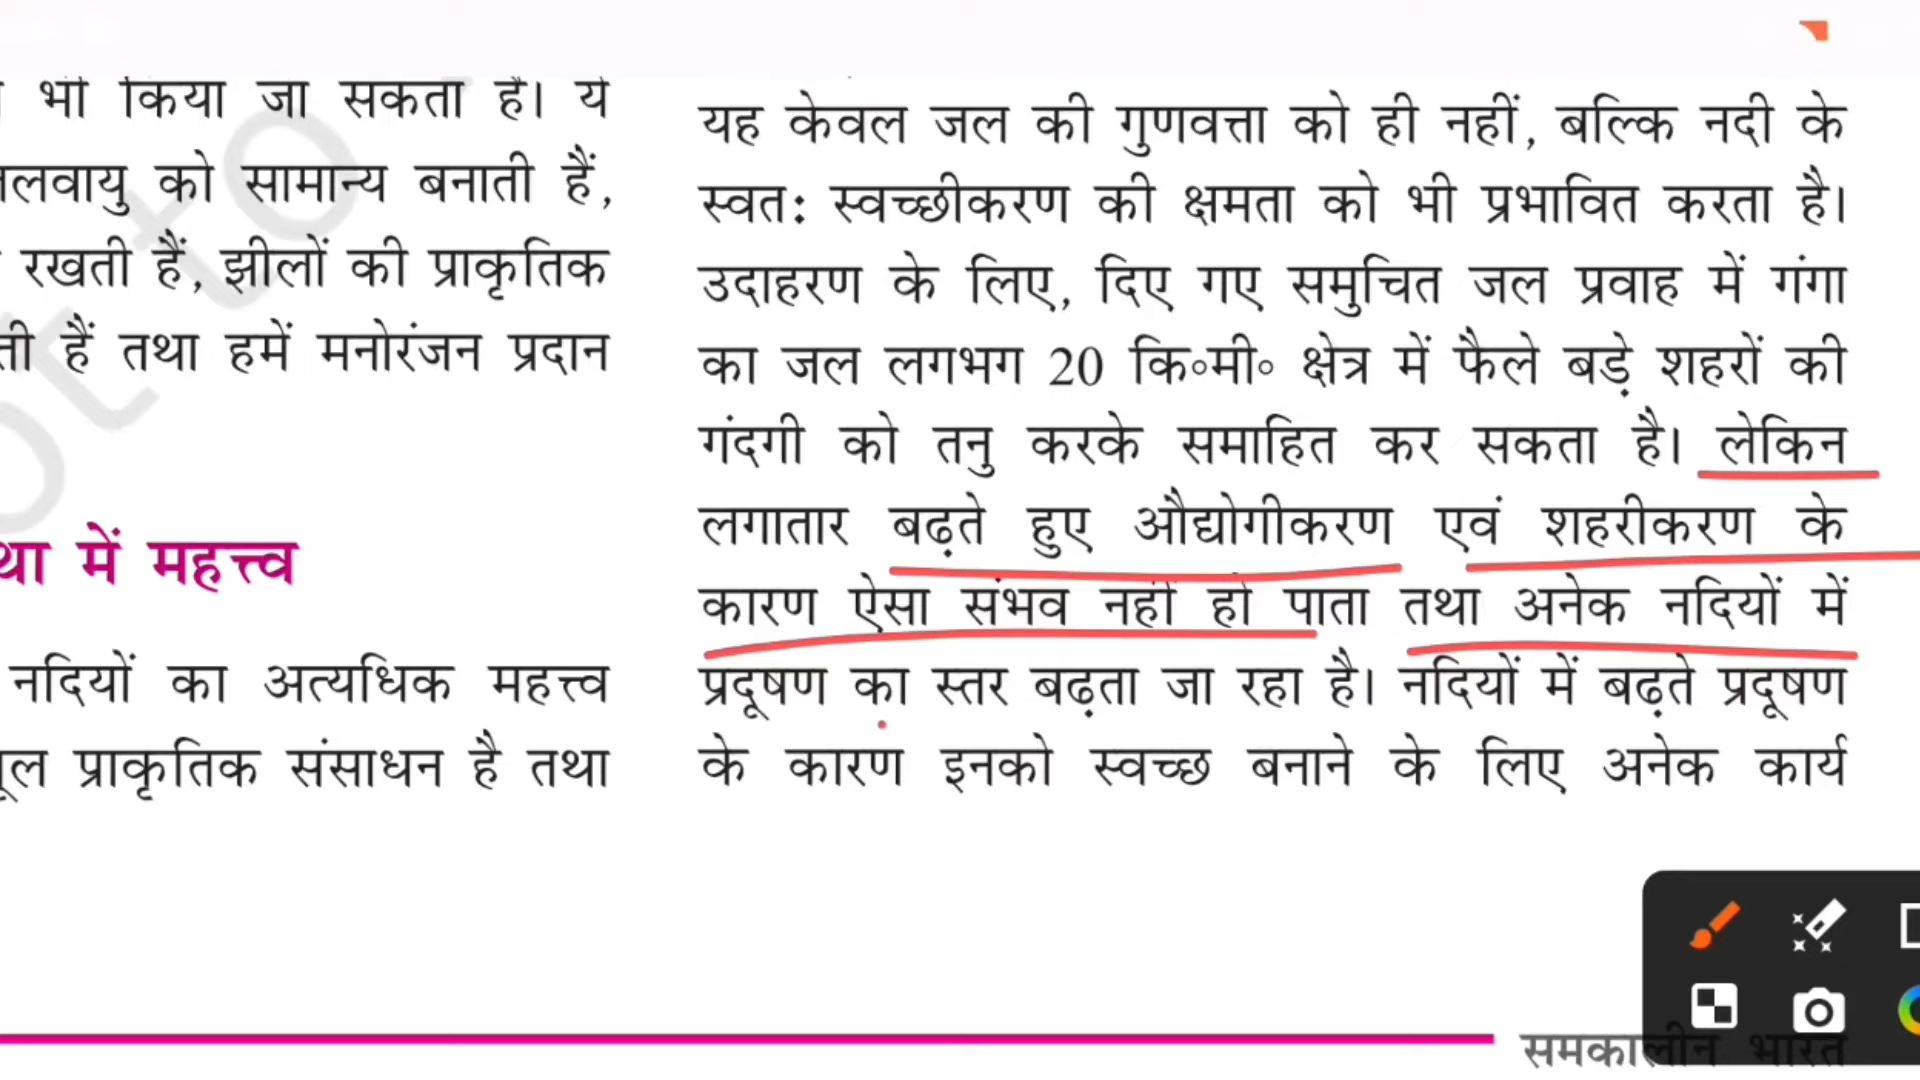 भी किया जा सकता है। ये
जलवायु को सामान्य बनाती हैं,
रखती हैं, झीलों की प्राकृतिक
हैं तथा हमें मनोरंजन प्रदान
में महत्त्व
नदियों का अत्यधिक महत्त्व
प्राकृतिक संसाधन है तथा
यह केवल जल की गुणवत्ता को ही नहीं, बल्कि नदी के
स्वतः स्वच्छीकरण की क्षमता को भी प्रभावित करता है।
उदाहरण के लिए, दिए गए समुचित जल प्रवाह में गंगा
का जल लगभग 20 कि॰मी॰ क्षेत्र में फैले बड़े शहरों की
गंदगी को तनु करके समाहित कर सकता है। लेकिन
लगातार बढ़ते हुए औद्योगीकरण एवं शहरीकरण के
कारण ऐसा संभव नहीं हो पाता तथा अनेक नदियों में
प्रदूषण का स्तर बढ़ता जा रहा है। नदियों में बढ़ते प्रदूषण
के कारण इनको स्वच्छ बनाने के लिए अनेक कार्य
समकालीन भारत